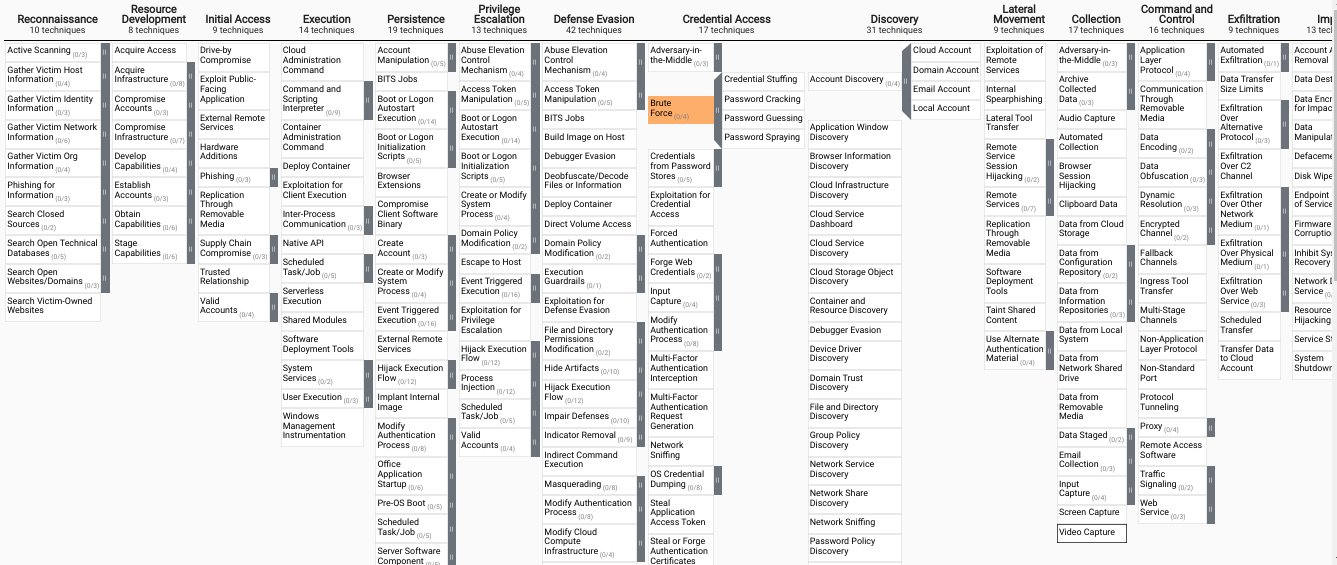 Reconnaissance
10 techniques
Active Scanning (0/3)
Gather Victim Host
Information (0/4)
Gather Victim Identity
Information (0/3)
Gather Victim Network
Information (0/6)
Gather Victim Org
Information (0/4)
Phishing for
Information (0/3)
Search Closed
Sources (0/2)
Search Open Technical
Databases (0/5)
Search Open
Websites/Domains (0/3)
Search Victim-Owned
Websites
Resource
Development
8 techniques
Acquire Access
Acquire
Infrastructure (0/8)
Compromise
Accounts (0/3)
Compromise
Infrastructure (0/7)
Develop
Capabilities (0/4)
Establish
Accounts (0/3)
Obtain
Capabilities (0/6)
Stage
Capabilities (0/6)
Initial Access
9 techniques
Drive-by
Compromise
Exploit Public-
Facing
Application
External Remote
Services
Hardware
Additions
Phishing (0/3)
Replication
Through
Removable
Media
Supply Chain
Compromise (0/3)
Trusted
Relationship
Valid
Accounts (0/4)
Execution
14 techniques
Cloud
Administration
Command
Command and
Scripting
Interpreter (0/9)
Container
Administration
Command
Deploy Container
Exploitation for
Client Execution
Inter-Process
Communication (0/3)
Native API
Scheduled
Task/Job (0/5)
Serverless
Execution
Shared Modules
Software
Deployment Tools
System
Services (0/2)
User Execution (0/3)
Windows
Management
Instrumentation
Persistence
19 techniques
Account
Manipulation (0/5)
BITS Jobs
Boot or Logon
Autostart
Execution (0/14)
Boot or Logon
Initialization
Scripts (0/5)
Browser
Extensions
Compromise
Client Software
Binary
Create
Account (0/3)
Create or Modify
System
Process (0/4)
Event Triggered
Execution (0/16)
External Remote
Services
Hijack Execution
Flow (0/12)
Implant Internal
Image
Modify
Authentication
Process (0/8)
Office
Application
Startup (0/6)
Pre-OS Boot (0/5)
Scheduled
Task/Job (0/5)
Server Software
Component (0/5)
Privilege
Escalation
13 techniques
Abuse Elevation
Control
Mechanism (0/4)
Access Token
Manipulation (0/5)
Boot or Logon
Autostart
Execution (0/14)
Boot or Logon
Initialization
Scripts (0/5)
Create or Modify
System
Process (0/4)
Domain Policy
Modification (0/2)
Escape to Host
Event Triggered
Execution (0/16)
Exploitation for
Privilege
Escalation
Hijack Execution
Flow (0/12)
Process
Injection (0/12)
Scheduled
Task/Job (0/5)
Valid
Accounts (0/4)
Defense Evasion
42 techniques
Abuse Elevation
Control
Mechanism (0/4)
Access Token
Manipulation (0/5)
BITS Jobs
Build Image on Host
Debugger Evasion
Deobfuscate/Decode
Files or Information
Deploy Container
Direct Volume Access
Domain Policy
Modification (0/2)
Execution
Guardrails (0/1)
Exploitation for
Defense Evasion
File and Directory
Permissions
Modification (0/2)
Hide Artifacts (0/10)
Hijack Execution
Flow (0/12)
Impair Defenses (0/10)
Indicator Removal (0/9)
Indirect Command
Execution
Masquerading (0/8)
Modify Authentication
Process (0/8)
Modify Cloud
Compute
Infrastructure (0/4)
Credential Access
17 techniques
Adversary-in-
the-Middle (0/3)
Brute
Force (0/4)
Credential Stuffing
Password Cracking
Password Guessing
Password Spraying
Credentials
from Password
Stores (0/5)
Exploitation for
Credential
Access
Forced
Authentication
Forge Web
Credentials (0/2)
Input
Capture (0/4)
Modify
Authentication
Process (0/8)
Multi-Factor
Authentication
Interception
Multi-Factor
Authentication
Request
Generation
Network
Sniffing
OS Credential
Dumping (0/8)
Steal
Application
Access Token
Steal or Forge
Authentication
Certificates
Discovery
31 techniques
Account Discovery (0/4)
Cloud Account
Domain Account
Email Account
Local Account
Application Window
Discovery
Browser Information
Discovery
Cloud Infrastructure
Discovery
Cloud Service
Dashboard
Cloud Service
Discovery
Cloud Storage Object
Discovery
Container and
Resource Discovery
Debugger Evasion
Device Driver
Discovery
Domain Trust
Discovery
File and Directory
Discovery
Group Policy
Discovery
Network Service
Discovery
Network Share
Discovery
Network Sniffing
Password Policy
Discovery
Lateral
Movement
9 techniques
Exploitation of
Remote
Services
Internal
Spearphishing
Lateral Tool
Transfer
Remote
Service
Session
Hijacking (0/2)
Remote
Services (0/7)
Replication
Through
Removable
Media
Software
Deployment
Tools
Taint Shared
Content
Use Alternate
Authentication
Material (0/4)
Collection
17 techniques
Adversary-in-
the-Middle (0/3)
Archive
Collected
Data (0/3)
Audio Capture
Automated
Collection
Browser
Session
Hijacking
Clipboard Data
Data from Cloud
Storage
Data from
Configuration
Repository (0/2)
Data from
Information
Repositories (0/3)
Data from Local
System
Data from
Network Shared
Drive
Data from
Removable
Media
Data Staged (0/2)
Email
Collection (0/3)
Input
Capture (0/4)
Screen Capture
Video Capture
Command and
Control
16 techniques
Application
Layer
Protocol (0/4)
Communication
Through
Removable
Media
Data
Encoding (0/2)
Data
Obfuscation (0/3)
Dynamic
Resolution (0/3)
Encrypted
Channel (0/2)
Fallback
Channels
Ingress Tool
Transfer
Multi-Stage
Channels
Non-Application
Layer Protocol
Non-Standard
Port
Protocol
Tunneling
Proxy (0/4)
Remote Access
Software
Traffic
Signaling (0/2)
Web
Service (0/3)
Exfiltration
9 techniques
Automated
Exfiltration (0/1)
Data Transfer
Size Limits
Exfiltration
Over
Alternative
Protocol (0/3)
Exfiltration
Over C2
Channel
Exfiltration
Over Other
Network
Medium (0/1)
Exfiltration
Over Physical
Medium (0/1)
Exfiltration
Over Web
Service (0/3)
Scheduled
Transfer
Transfer Data
to Cloud
Account
Imp
13 tec
Account A
Removal
Data Dest
Data Encr
for Impac
Data
Manipulat
Defaceme
Disk Wipe
Endpoint
of Service
Firmware
Corruptio
Inhibit Sy
Recovery
Network D
Service
Resource
Hijacking
Service St
System
Shutdown